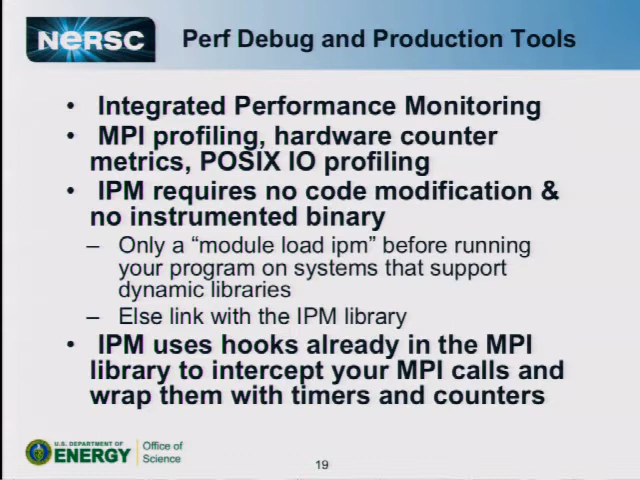 NERSC
Perf Debug and Production Tools
• Integrated Performance Monitoring
• MPI profiling, hardware counter
metrics, POSIX IO profiling
• IPM requires no code modification &
no instrumented binary
– Only a “module load ipm” before running
your program on systems that support
dynamic libraries
– Else link with the IPM library
• IPM uses hooks already in the MPI
library to intercept your MPI calls and
wrap them with timers and counters
U.S. DEPARTMENT OF
ENERGY
Office of
Science
19